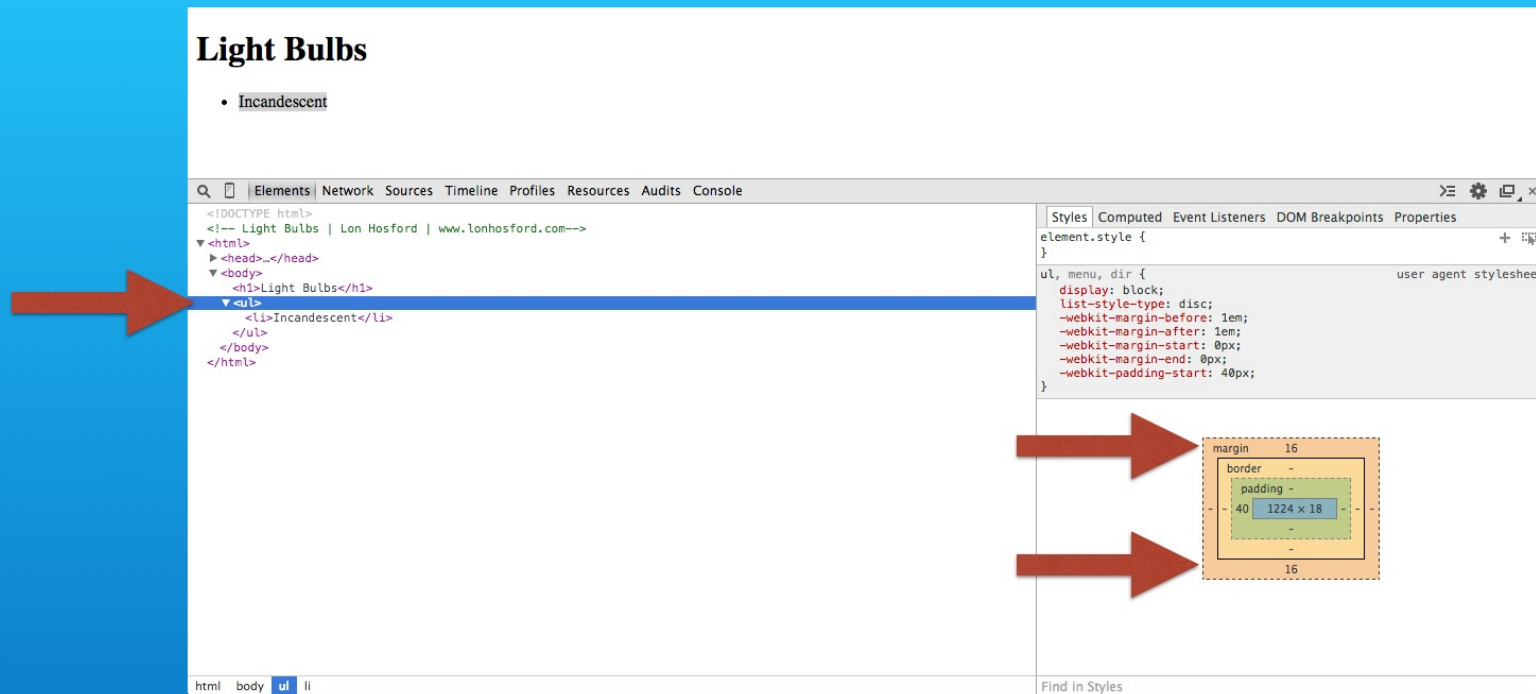 Light Bulbs
• Incandescent
Elements Network Sources Timeline Profiles Resources Audits Console
<!DOCTYPE html>
<!-- Light Bulbs | Lon Hosford | www.lonhosford.com-->
▼<html>
▶<head>…</head>
▼<body>
<h1>Light Bulbs</h1>
▼<ul>
<li>Incandescent</li>
</ul>
</body>
</html>
html body ul li
Styles Computed Event Listeners DOM Breakpoints Properties
element.style {
}
ul, menu, dir { user agent styleshee
display: block;
list-style-type: disc;
-webkit-margin-before: 1em;
-webkit-margin-after: 1em;
-webkit-margin-start: 0px;
-webkit-margin-end: 0px;
-webkit-padding-start: 40px;
}
margin 16
border -
padding -
- - 40 1224 × 18 - - -
-
-
16
Find in Styles